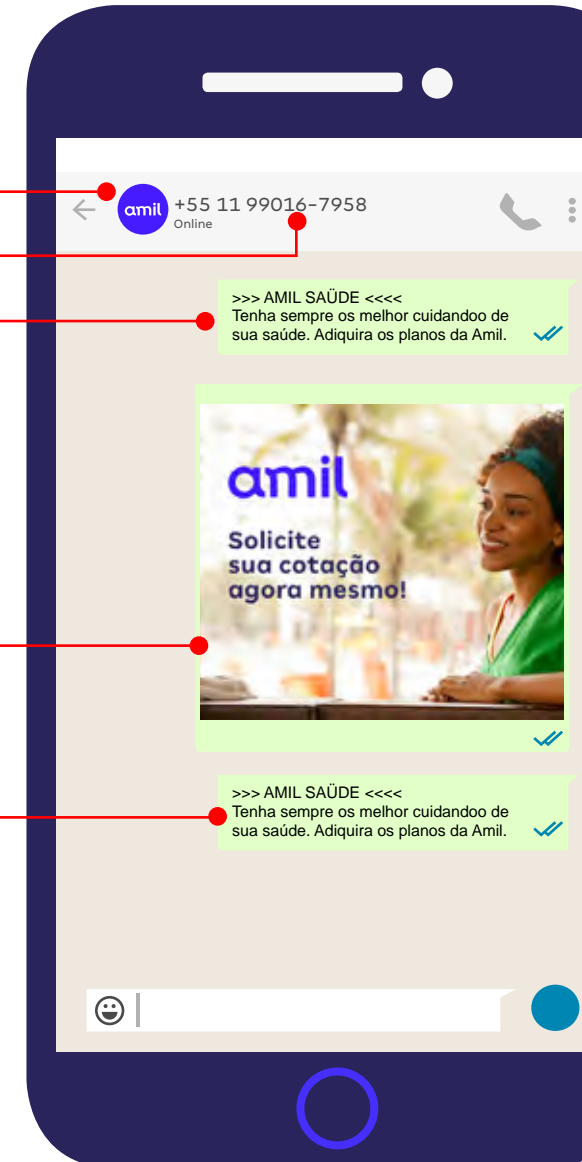 amil
+55 11 99016-7958
Online
>>> AMIL SAÜDE <<<<
Tenha sempre os melhor cuidandoo de
sua saúde. Adiquira os planos da Amil.
amil
Solicite
sua cotação
agora mesmo!
>>> AMIL SAÜDE <<<<
Tenha sempre os melhor cuidandoo de
sua saúde. Adiquira os planos da Amil.